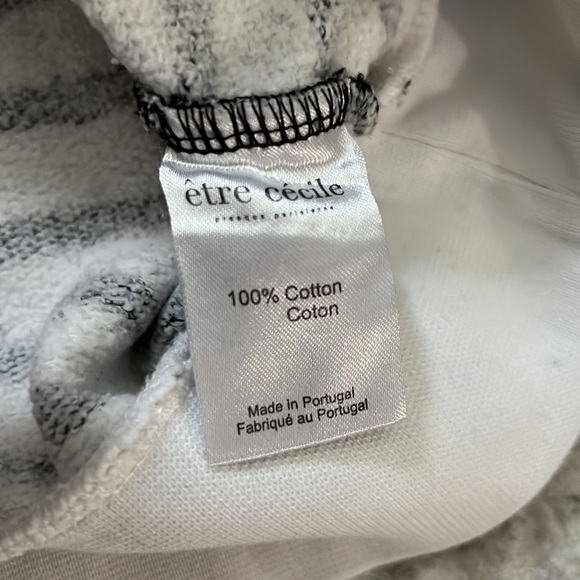 être cécile
presque parisienne
100% Cotton
Coton
Made in Portugal
Fabriqué au Portugal